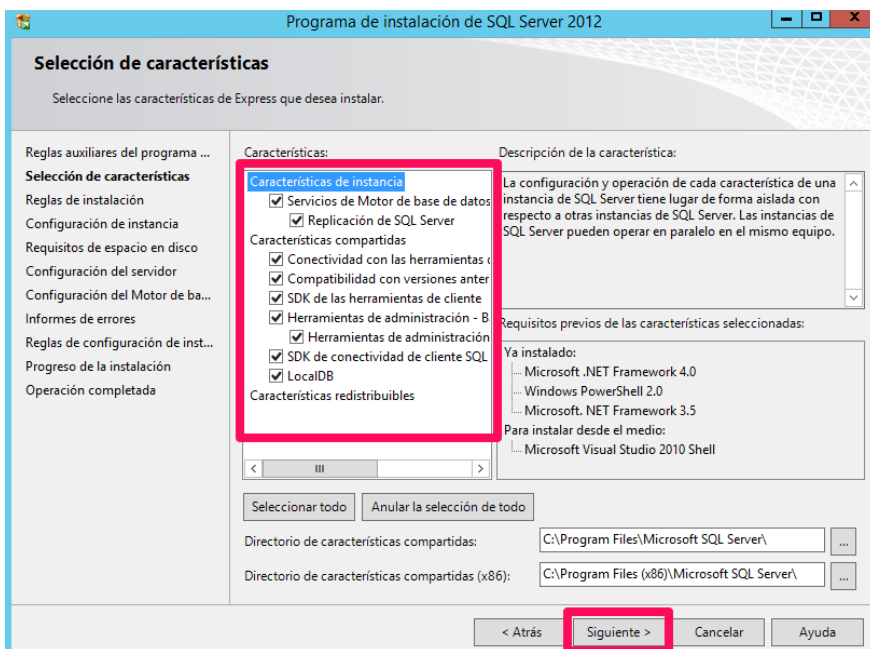 Programa de instalación de SQL Server 2012
Selección de características
Seleccione las características de Express que desea instalar.
Reglas auxiliares del programa ...
Selección de características
Reglas de instalación
Configuración de instancia
Requisitos de espacio en disco
Configuración del servidor
Configuración del Motor de ba...
Informes de errores
Reglas de configuración de inst...
Progreso de la instalación
Operación completada
Características:
Características de instancia
Servicios de Motor de base de datos
Replicación de SQL Server
Características compartidas
Conectividad con las herramientas
Compatibilidad con versiones anter
SDK de las herramientas de cliente
Herramientas de administración - B
Herramientas de administración
SDK de conectividad de cliente SQL
LocalDB
Características redistribuibles
Descripción de la característica:
La configuración y operación de cada característica de una
instancia de SQL Server tiene lugar de forma aislada con
respecto a otras instancias de SQL Server. Las instancias de
SQL Server pueden operar en paralelo en el mismo equipo.
Requisitos previos de las características seleccionadas:
Ya instalado:
Microsoft .NET Framework 4.0
Windows PowerShell 2.0
Microsoft. NET Framework 3.5
Para instalar desde el medio:
Microsoft Visual Studio 2010 Shell
Seleccionar todo
Anular la selección de todo
Directorio de características compartidas:
C:\Program Files\Microsoft SQL Server\
...
Directorio de características compartidas (x86):
C:\Program Files (x86)\Microsoft SQL Server\
...
< Atrás
Siguiente >
Cancelar
Ayuda